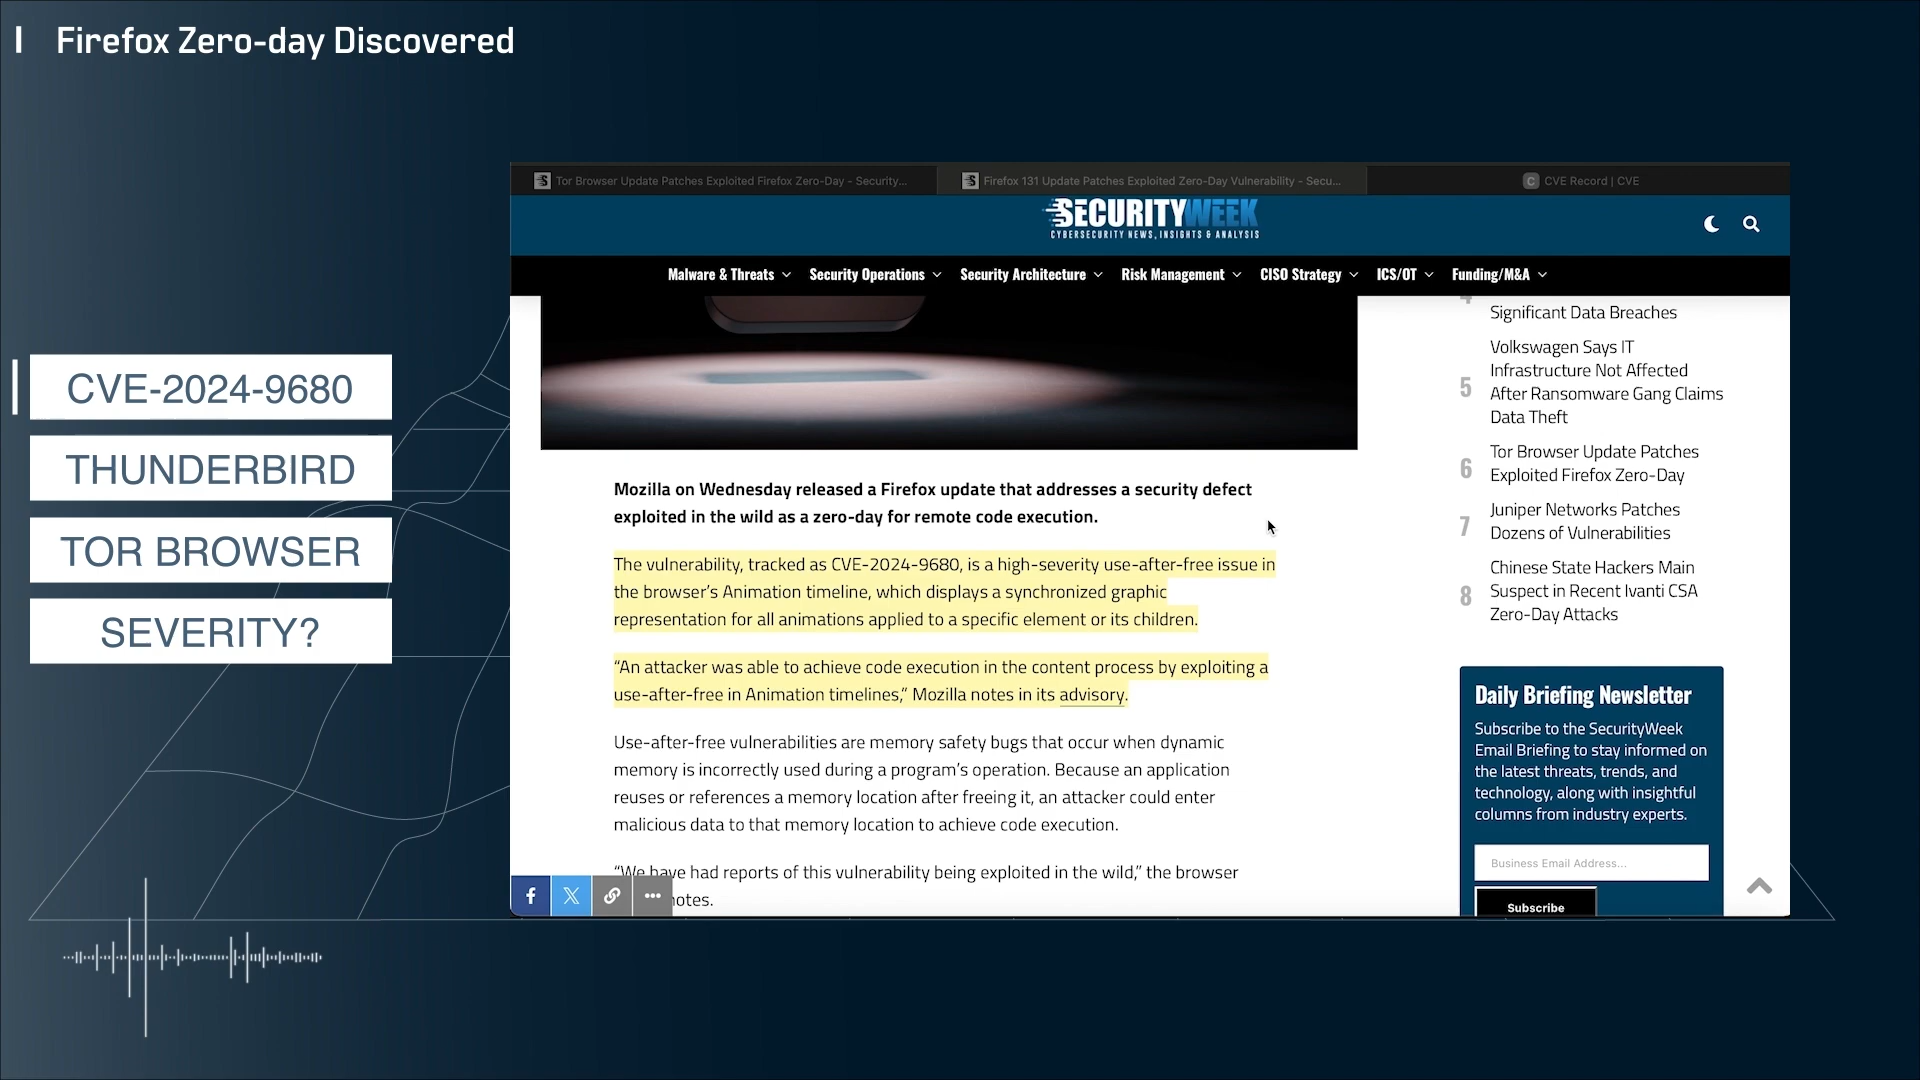 Firefox Zero-day Discovered
CVE-2024-9680
THUNDERBIRD
TOR BROWSER
SEVERITY?
Tor Browser Update Patches Exploited Firefox Zero-Day - Security...
Firefox 131 Update Patches Exploited Zero-Day Vulnerability - Secu...
C CVE Record | CVE
SECURITYWEEK
CYBERSECURITY NEWS, INSIGHTS & ANALYSIS
Malware & Threats Security Operations Security Architecture Risk Management CISO Strategy ICS/OT Funding/M&A
Mozilla on Wednesday released a Firefox update that addresses a security defect
exploited in the wild as a zero-day for remote code execution.
The vulnerability, tracked as CVE-2024-9680, is a high-severity use-after-free issue in
the browser’s Animation timeline, which displays a synchronized graphic
representation for all animations applied to a specific element or its children.
“An attacker was able to achieve code execution in the content process by exploiting a
use-after-free in Animation timelines,” Mozilla notes in its advisory.
Use-after-free vulnerabilities are memory safety bugs that occur when dynamic
memory is incorrectly used during a program’s operation. Because an application
reuses or references a memory location after freeing it, an attacker could enter
malicious data to that memory location to achieve code execution.
“We have had reports of this vulnerability being exploited in the wild,” the browser
notes.
Significant Data Breaches
5 Volkswagen Says IT
Infrastructure Not Affected
After Ransomware Gang Claims
Data Theft
6 Tor Browser Update Patches
Exploited Firefox Zero-Day
7 Juniper Networks Patches
Dozens of Vulnerabilities
8 Chinese State Hackers Main
Suspect in Recent Ivanti CSA
Zero-Day Attacks
Daily Briefing Newsletter
Subscribe to the SecurityWeek
Email Briefing to stay informed on
the latest threats, trends, and
technology, along with insightful
columns from industry experts.
Business Email Address...
Subscribe